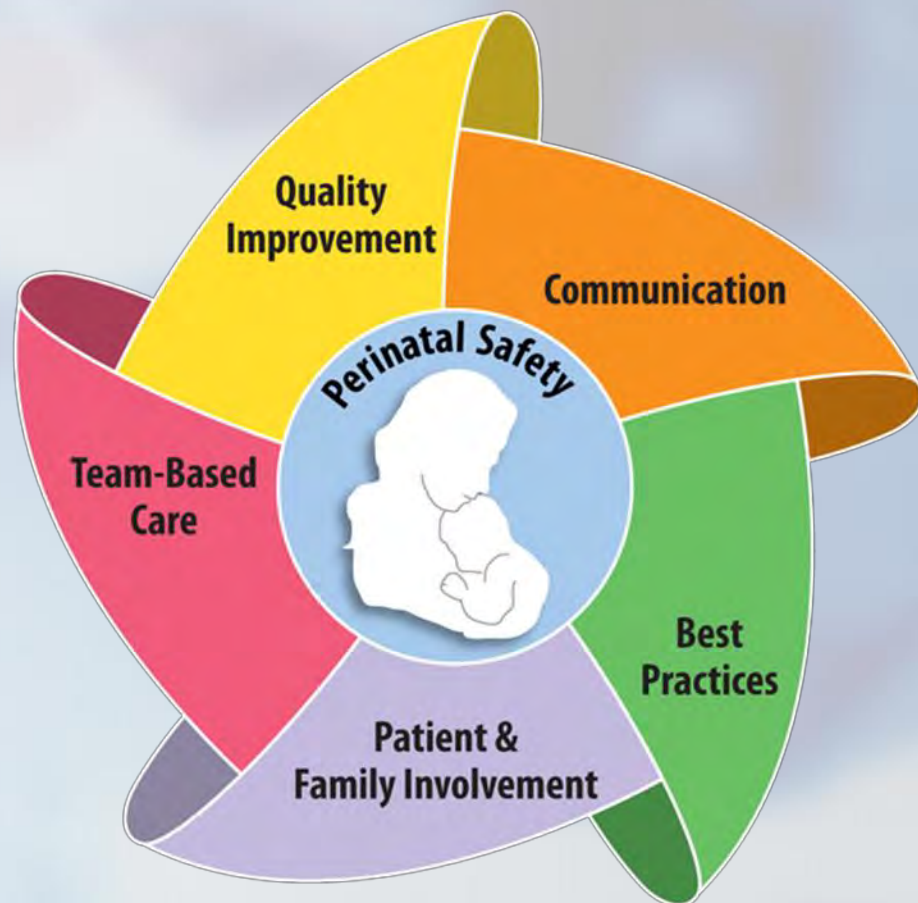 Quality
Improvement
Communication
Perinatal Safety
Team-Based
Care
Best
Practices
Patient &
Family Involvement